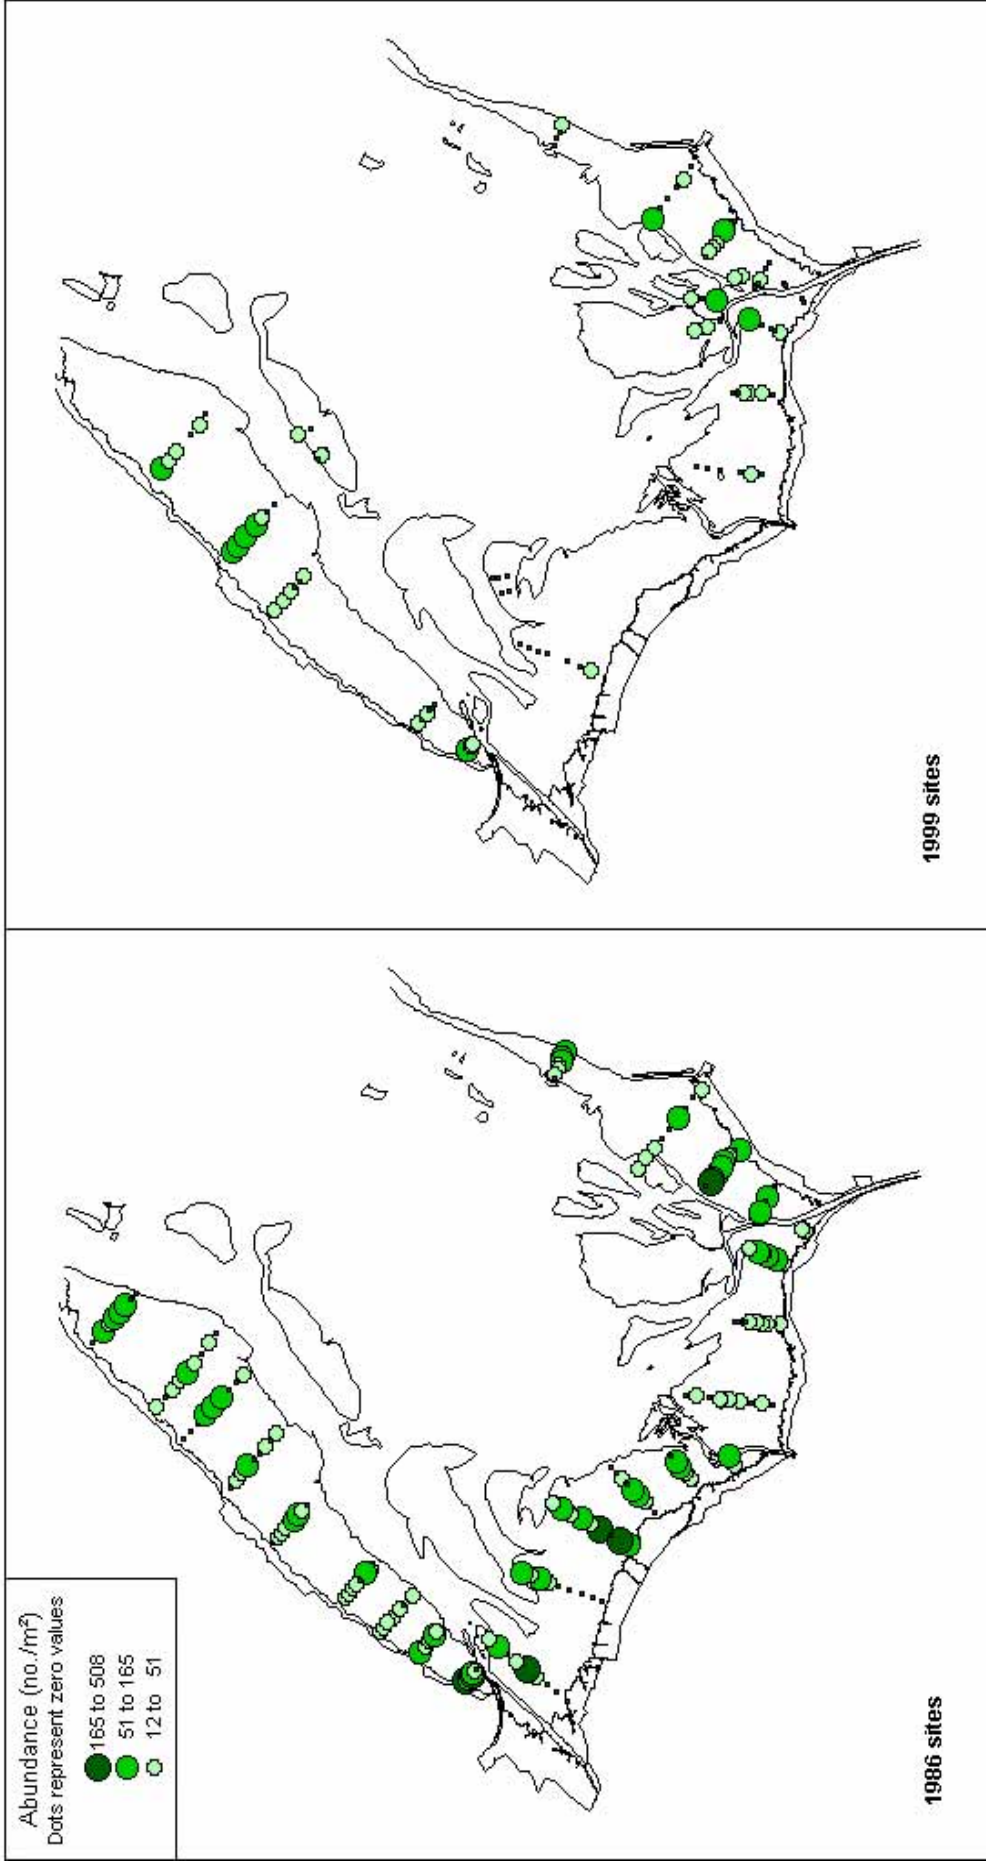 Abundance (no./m²)
Dots represent zero values
165 to 508
51 to 165
12 to 51
1986 sites
1999 sites